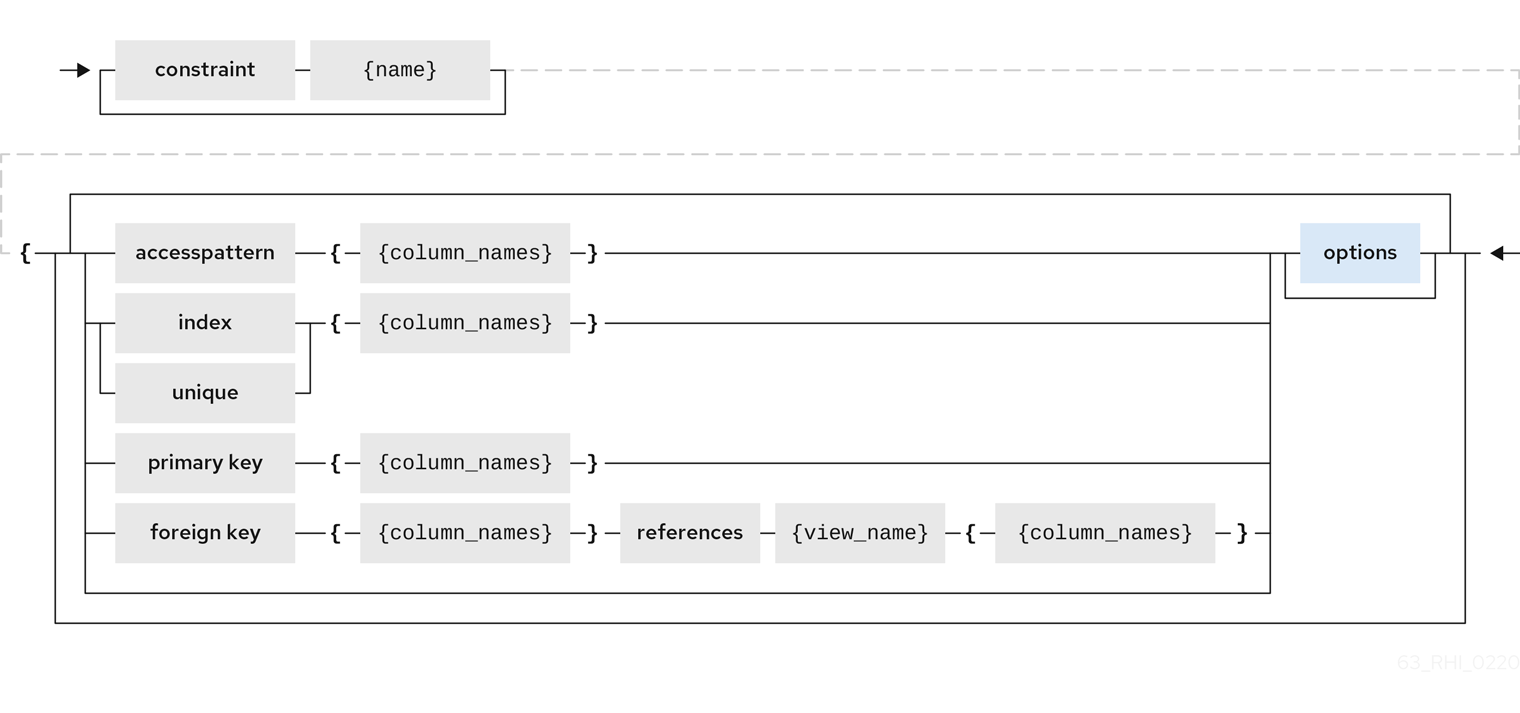 constraint {name}
{ accesspattern { {column_names} } options
index { {column_names} }
unique
primary key { {column_names} }
foreign key { {column_names} } references {view_name} { {column_names} }
63_RHI_0220